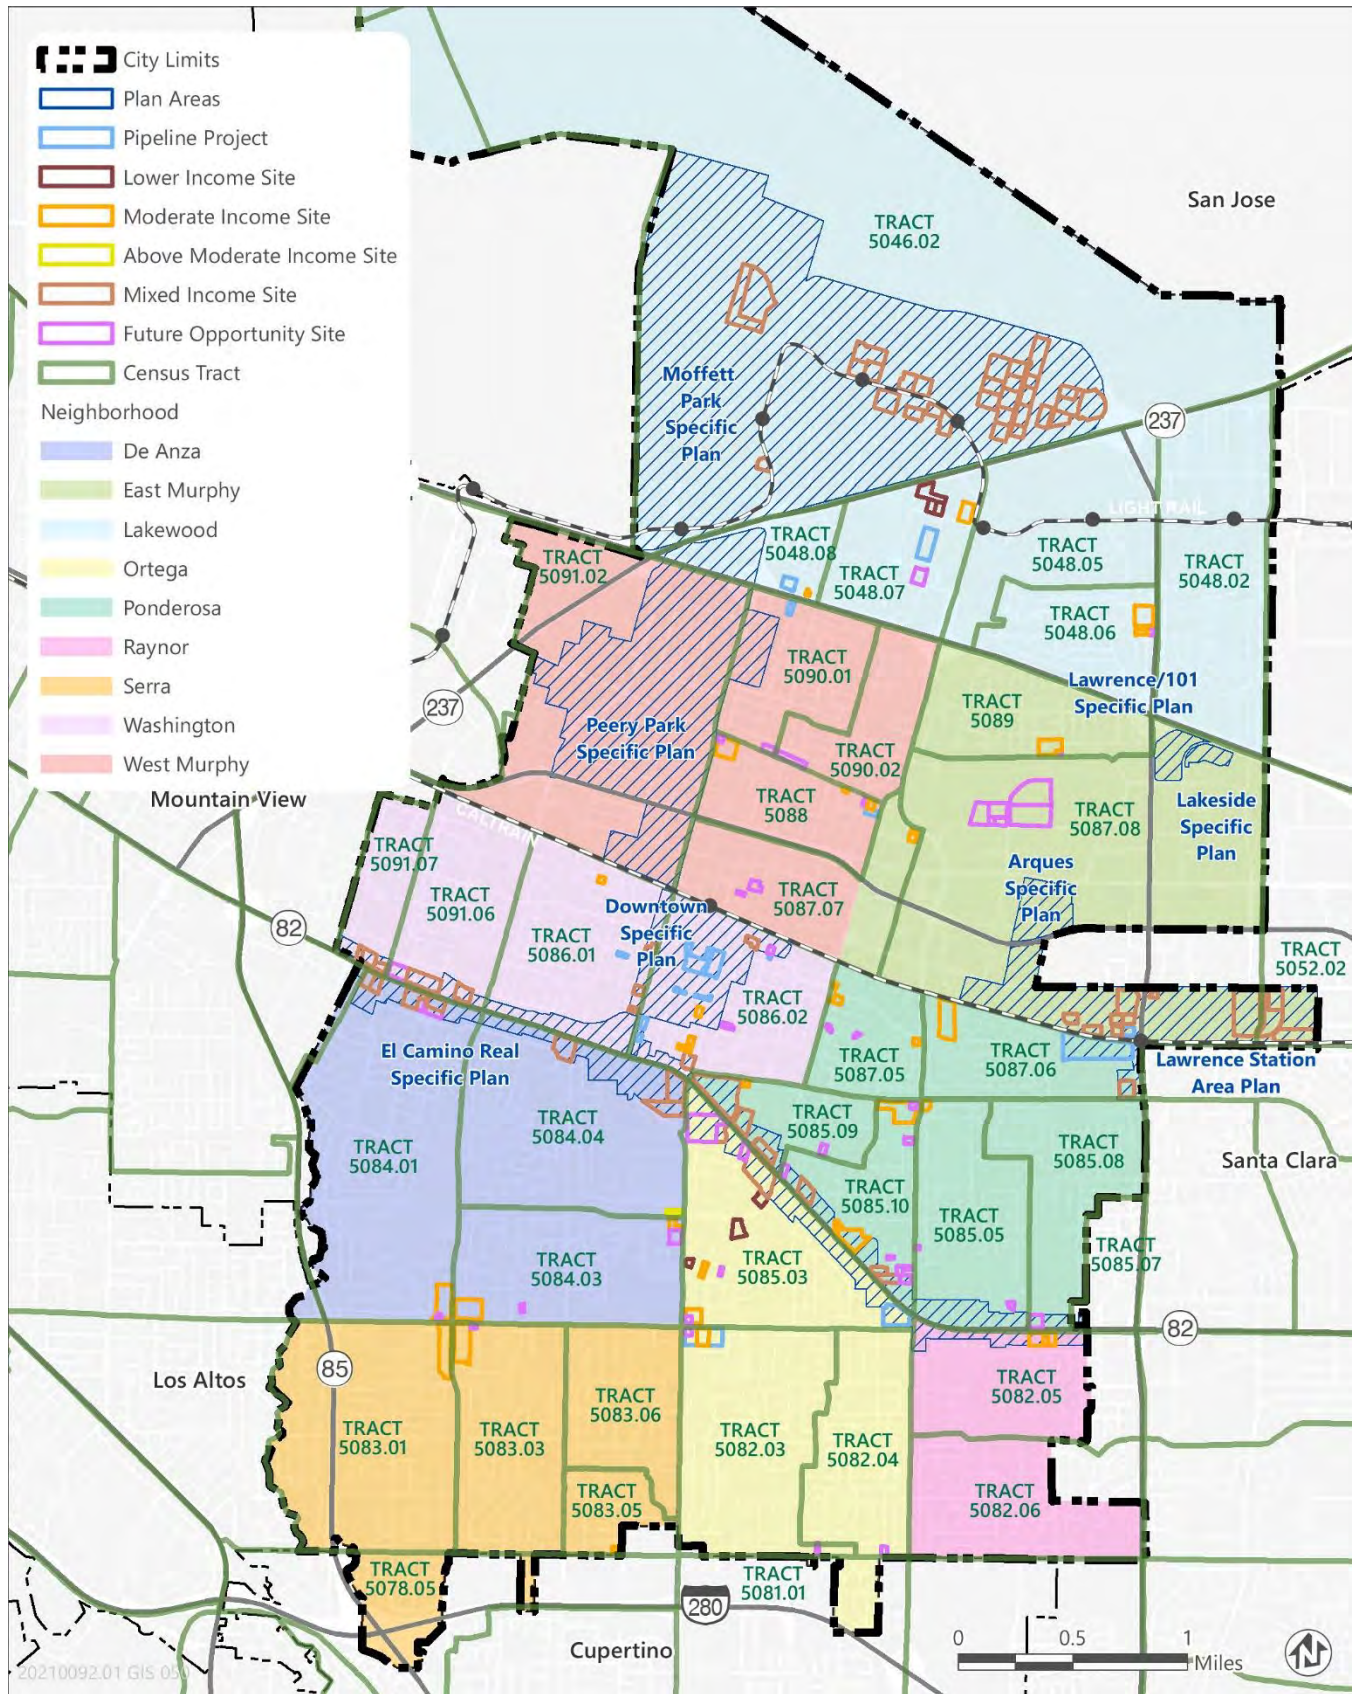 City Limits
Plan Areas
Pipeline Project
Lower Income Site
Moderate Income Site
Above Moderate Income Site
Mixed Income Site
Future Opportunity Site
Census Tract
Neighborhood
De Anza
East Murphy
Lakewood
Ortega
Ponderosa
Raynor
Serra
Washington
West Murphy
San Jose
TRACT
5046.02
Moffett
Park
Specific
Plan
237
LIGHT RAIL
TRACT
5048.08
TRACT
5048.07
TRACT
5048.05
TRACT
5048.02
TRACT
5048.06
TRACT
5091.02
TRACT
5090.01
Lawrence/101
Specific Plan
TRACT
5089
237
Peery Park
Specific Plan
TRACT
5090.02
Mountain View
CALTRAIN
TRACT
5088
TRACT
5087.08
Lakeside
Specific
Plan
TRACT
5091.07
TRACT
5091.06
Arques
Specific
Plan
TRACT
5087.07
82
Downtown
Specific
Plan
TRACT
5086.01
TRACT
5052.02
TRACT
5086.02
El Camino Real
Specific Plan
TRACT
5087.05
TRACT
5087.06
Lawrence Station
Area Plan
TRACT
5084.04
TRACT
5085.09
TRACT
5084.01
TRACT
5085.08
Santa Clara
TRACT
5085.10
TRACT
5085.05
TRACT
5084.03
TRACT
5085.03
TRACT
5085.07
82
85
Los Altos
TRACT
5082.05
TRACT
5083.06
TRACT
5083.01
TRACT
5083.03
TRACT
5082.03
TRACT
5082.04
TRACT
5083.05
TRACT
5082.06
TRACT
5078.05
TRACT
5081.01
280
Cupertino
0 0.5 1
Miles
N
20210092.01 GIS 050